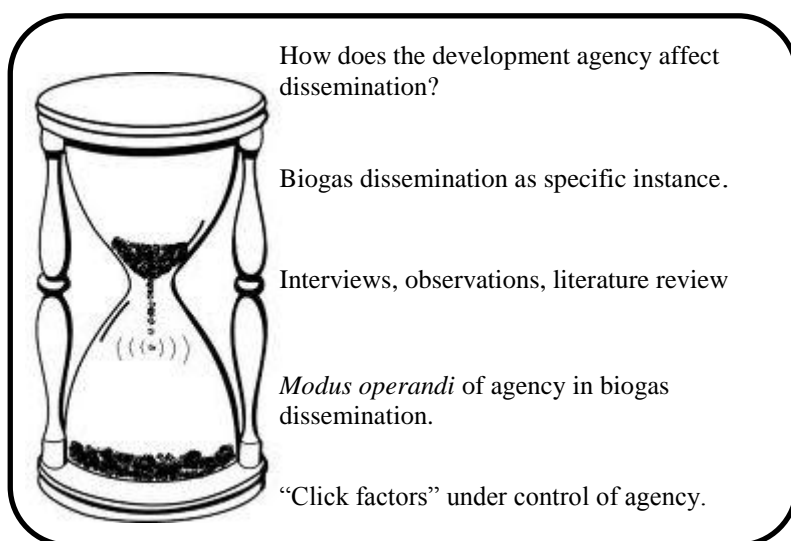 How does the development agency affect
dissemination?
Biogas dissemination as specific instance.
Interviews, observations, literature review
Modus operandi of agency in biogas
dissemination.
“Click factors” under control of agency.